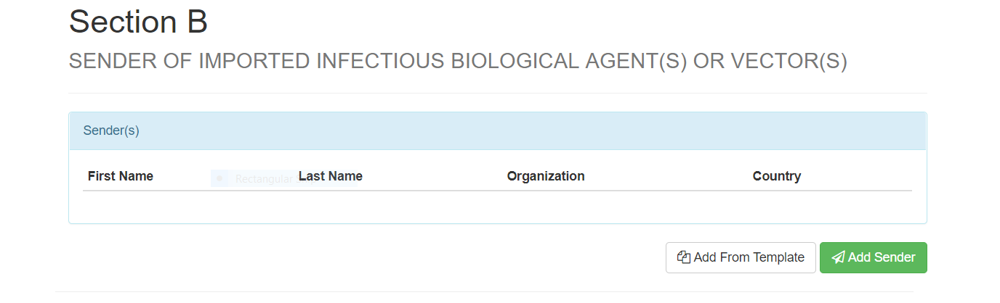 Section B
SENDER OF IMPORTED INFECTIOUS BIOLOGICAL AGENT(S) OR VECTOR(S)
Sender(s)
First Name Rectangular Last Name Organization Country
Add From Template Add Sender